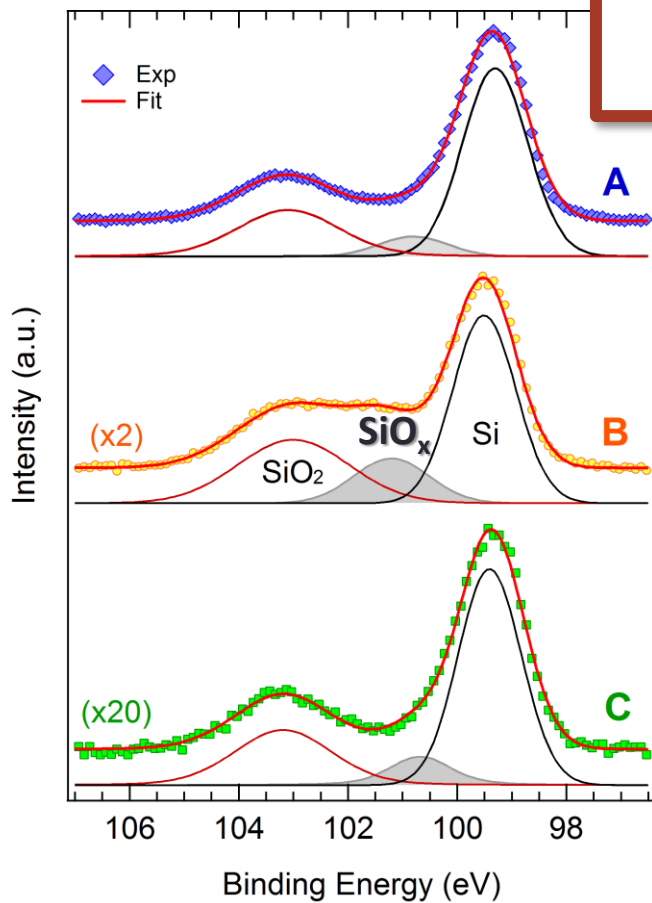 Exp
Fit
A
(x2)
SiO₂
SiOₓ
Si
B
(x20)
C
Intensity (a.u.)
106 104 102 100 98
Binding Energy (eV)